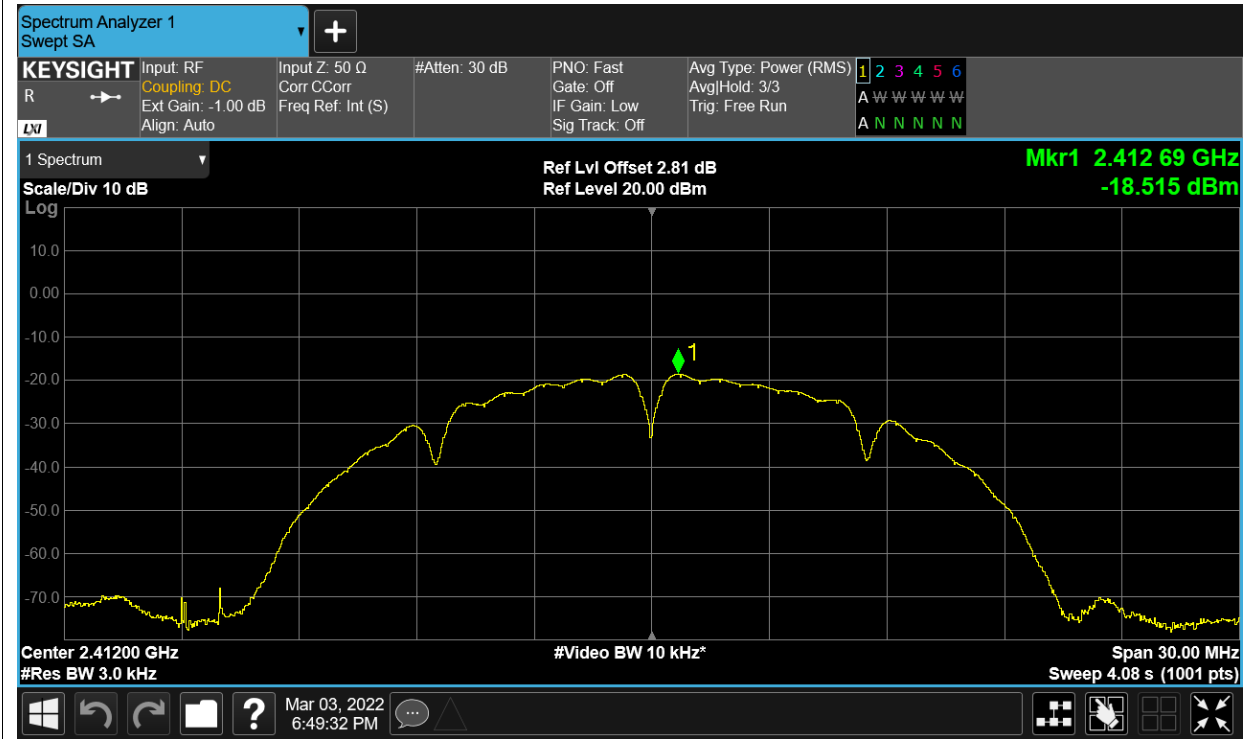 Spectrum Analyzer 1
Swept SA
+
KEYSIGHT
R
LXI
Input: RF
Coupling: DC
Ext Gain: -1.00 dB
Align: Auto
Input Z: 50 Ω
Corr CCorr
Freq Ref: Int (S)
#Atten: 30 dB
PNO: Fast
Gate: Off
IF Gain: Low
Sig Track: Off
Avg Type: Power (RMS)
Avg|Hold: 3/3
Trig: Free Run
1 2 3 4 5 6
A W W W W W
A N N N N N
1 Spectrum
Scale/Div 10 dB
Log
Ref Lvl Offset 2.81 dB
Ref Level 20.00 dBm
Mkr1 2.412 69 GHz
-18.515 dBm
10.0
0.00
-10.0
1
-20.0
-30.0
-40.0
-50.0
-60.0
-70.0
Center 2.41200 GHz
#Video BW 10 kHz*
Span 30.00 MHz
#Res BW 3.0 kHz
Sweep 4.08 s (1001 pts)
?
Mar 03, 2022
6:49:32 PM